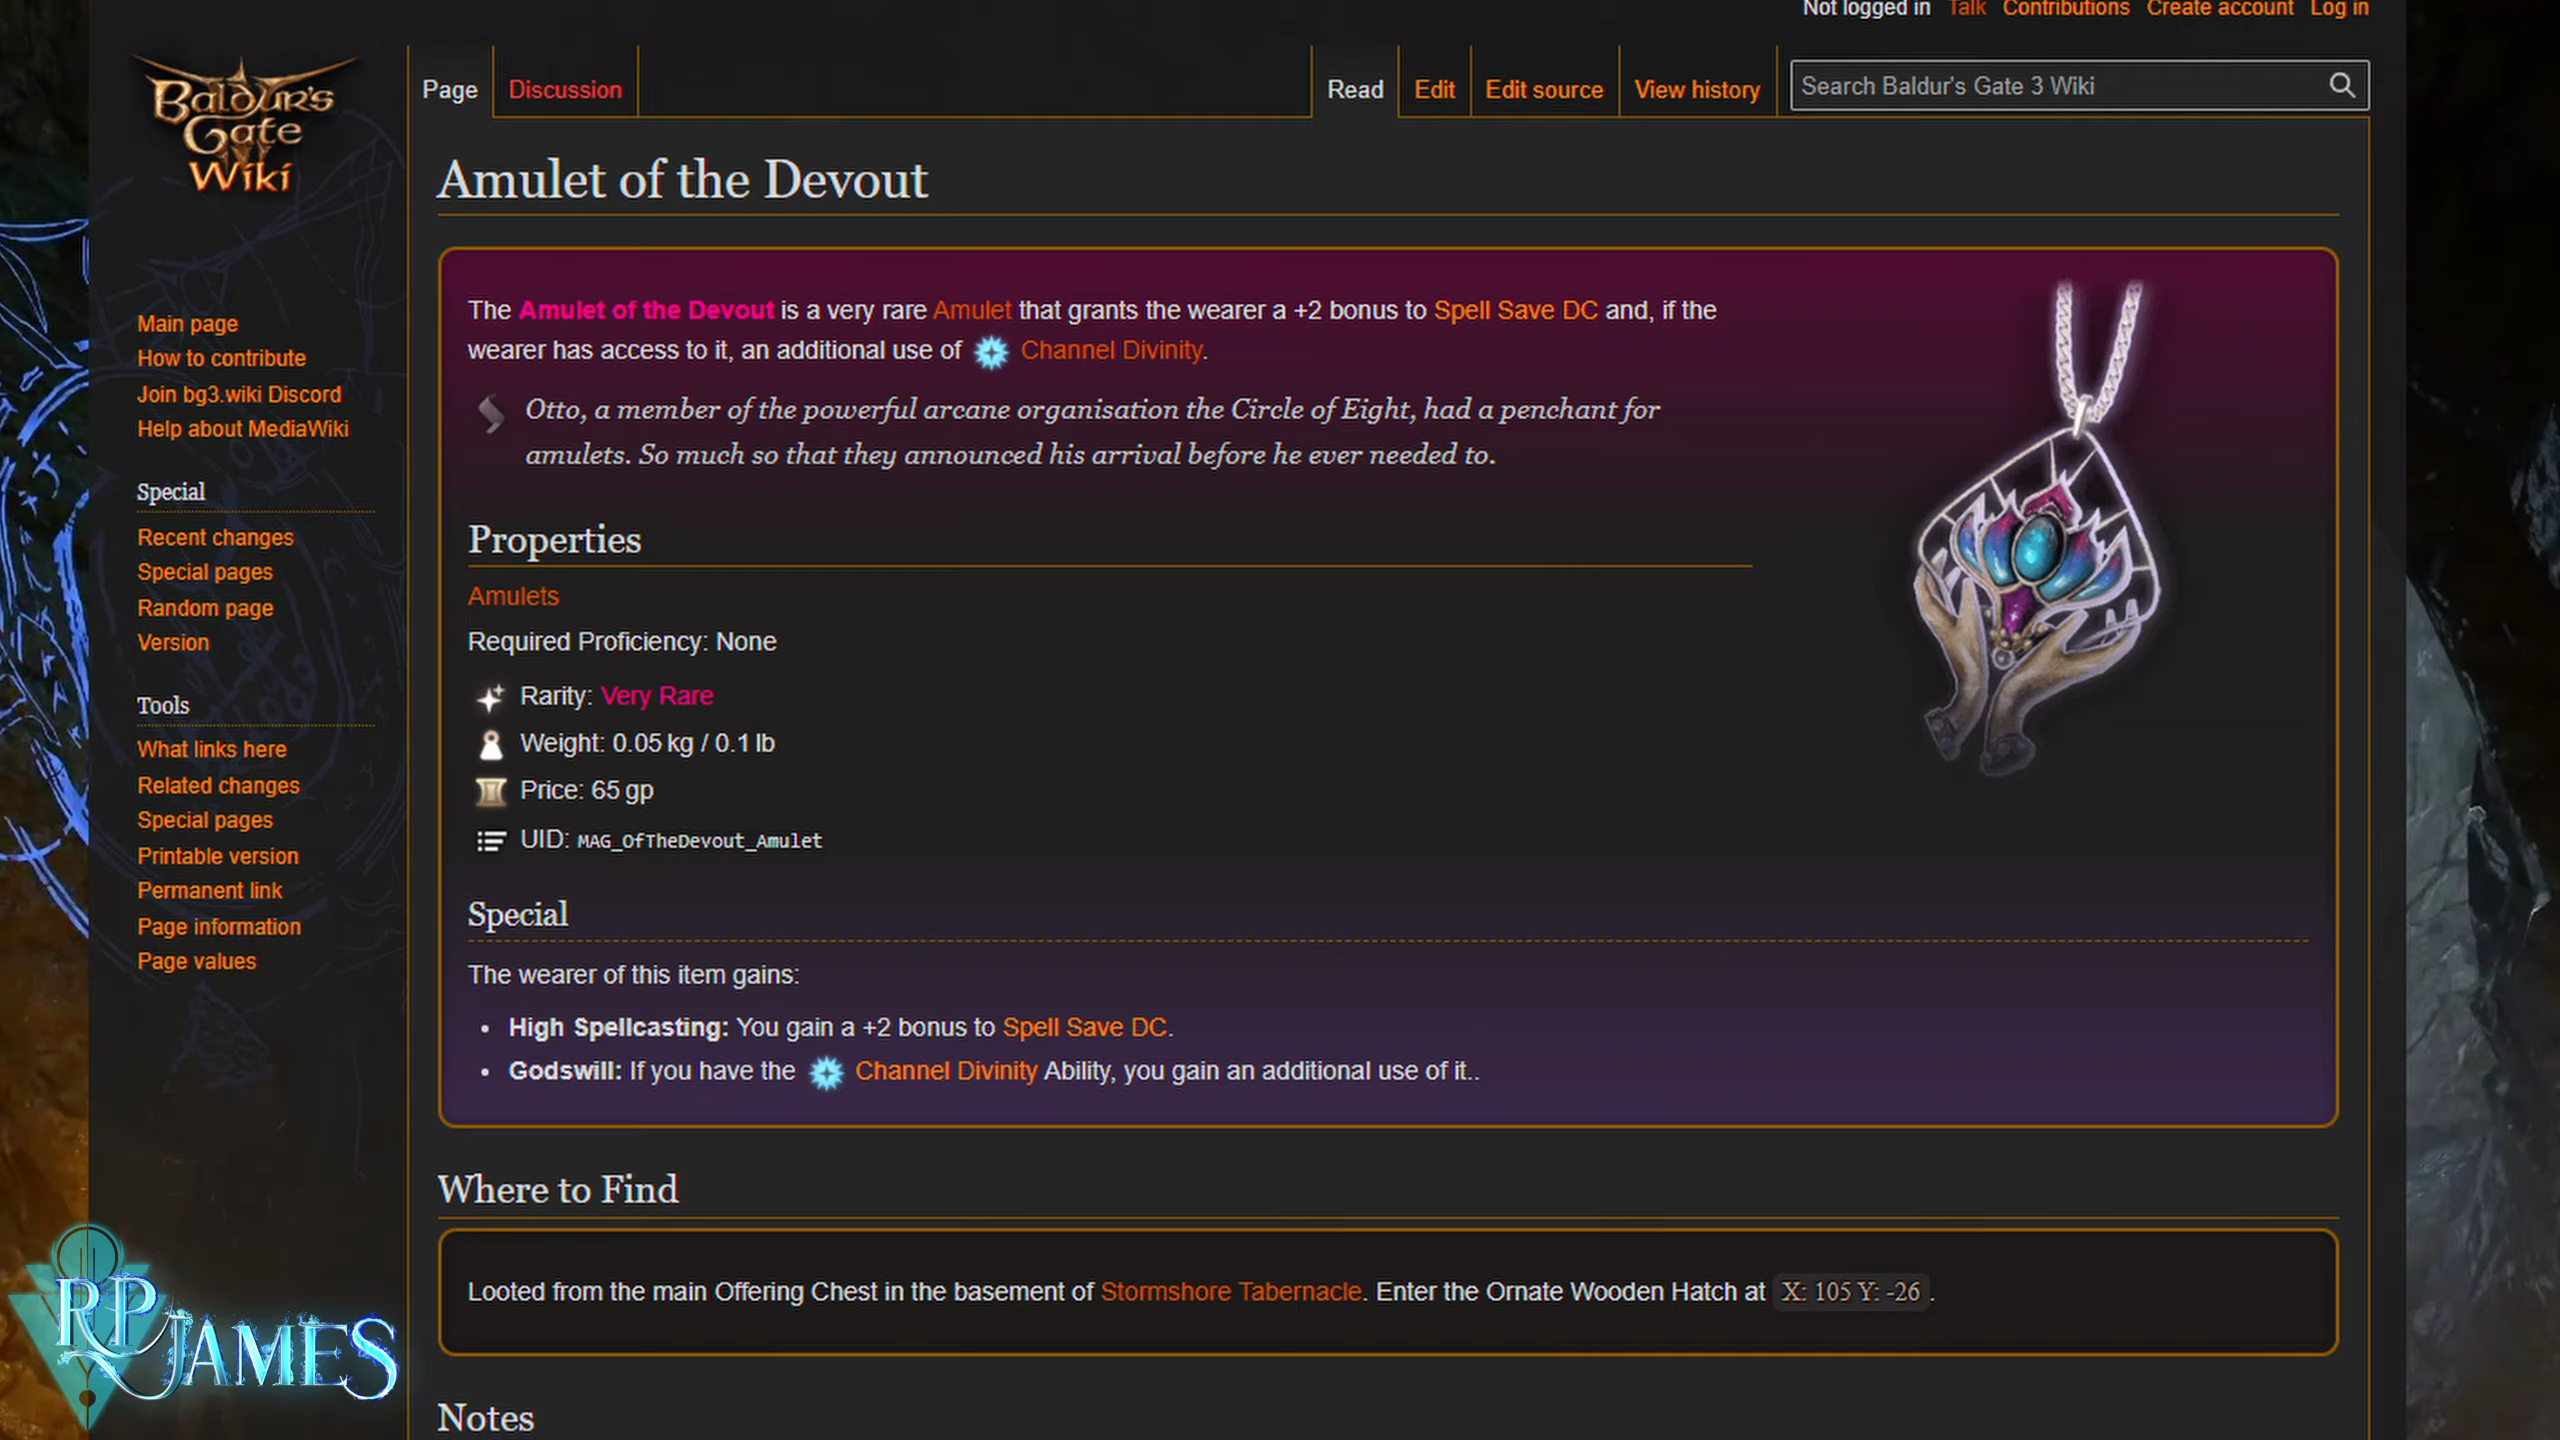 Not logged in Talk Contributions Create account Log in
Baldur's
Gate
Wiki
Page Discussion Read Edit Edit source View history Search Baldur's Gate 3 Wiki
Amulet of the Devout
The Amulet of the Devout is a very rare Amulet that grants the wearer a +2 bonus to Spell Save DC and, if the
wearer has access to it, an additional use of Channel Divinity.
Otto, a member of the powerful arcane organisation the Circle of Eight, had a penchant for
amulets. So much so that they announced his arrival before he ever needed to.
Main page
How to contribute
Join bg3.wiki Discord
Help about MediaWiki
Special
Recent changes
Special pages
Random page
Version
Tools
What links here
Related changes
Special pages
Printable version
Permanent link
Page information
Page values
Properties
Amulets
Required Proficiency: None
Rarity: Very Rare
Weight: 0.05 kg / 0.1 lb
Price: 65 gp
UID: MAG_OfTheDevout_Amulet
Special
The wearer of this item gains:
• High Spellcasting: You gain a +2 bonus to Spell Save DC.
• Godswill: If you have the Channel Divinity Ability, you gain an additional use of it..
Where to Find
Looted from the main Offering Chest in the basement of Stormshore Tabernacle. Enter the Ornate Wooden Hatch at X: 105 Y: -26 .
Notes
RP
JAMES